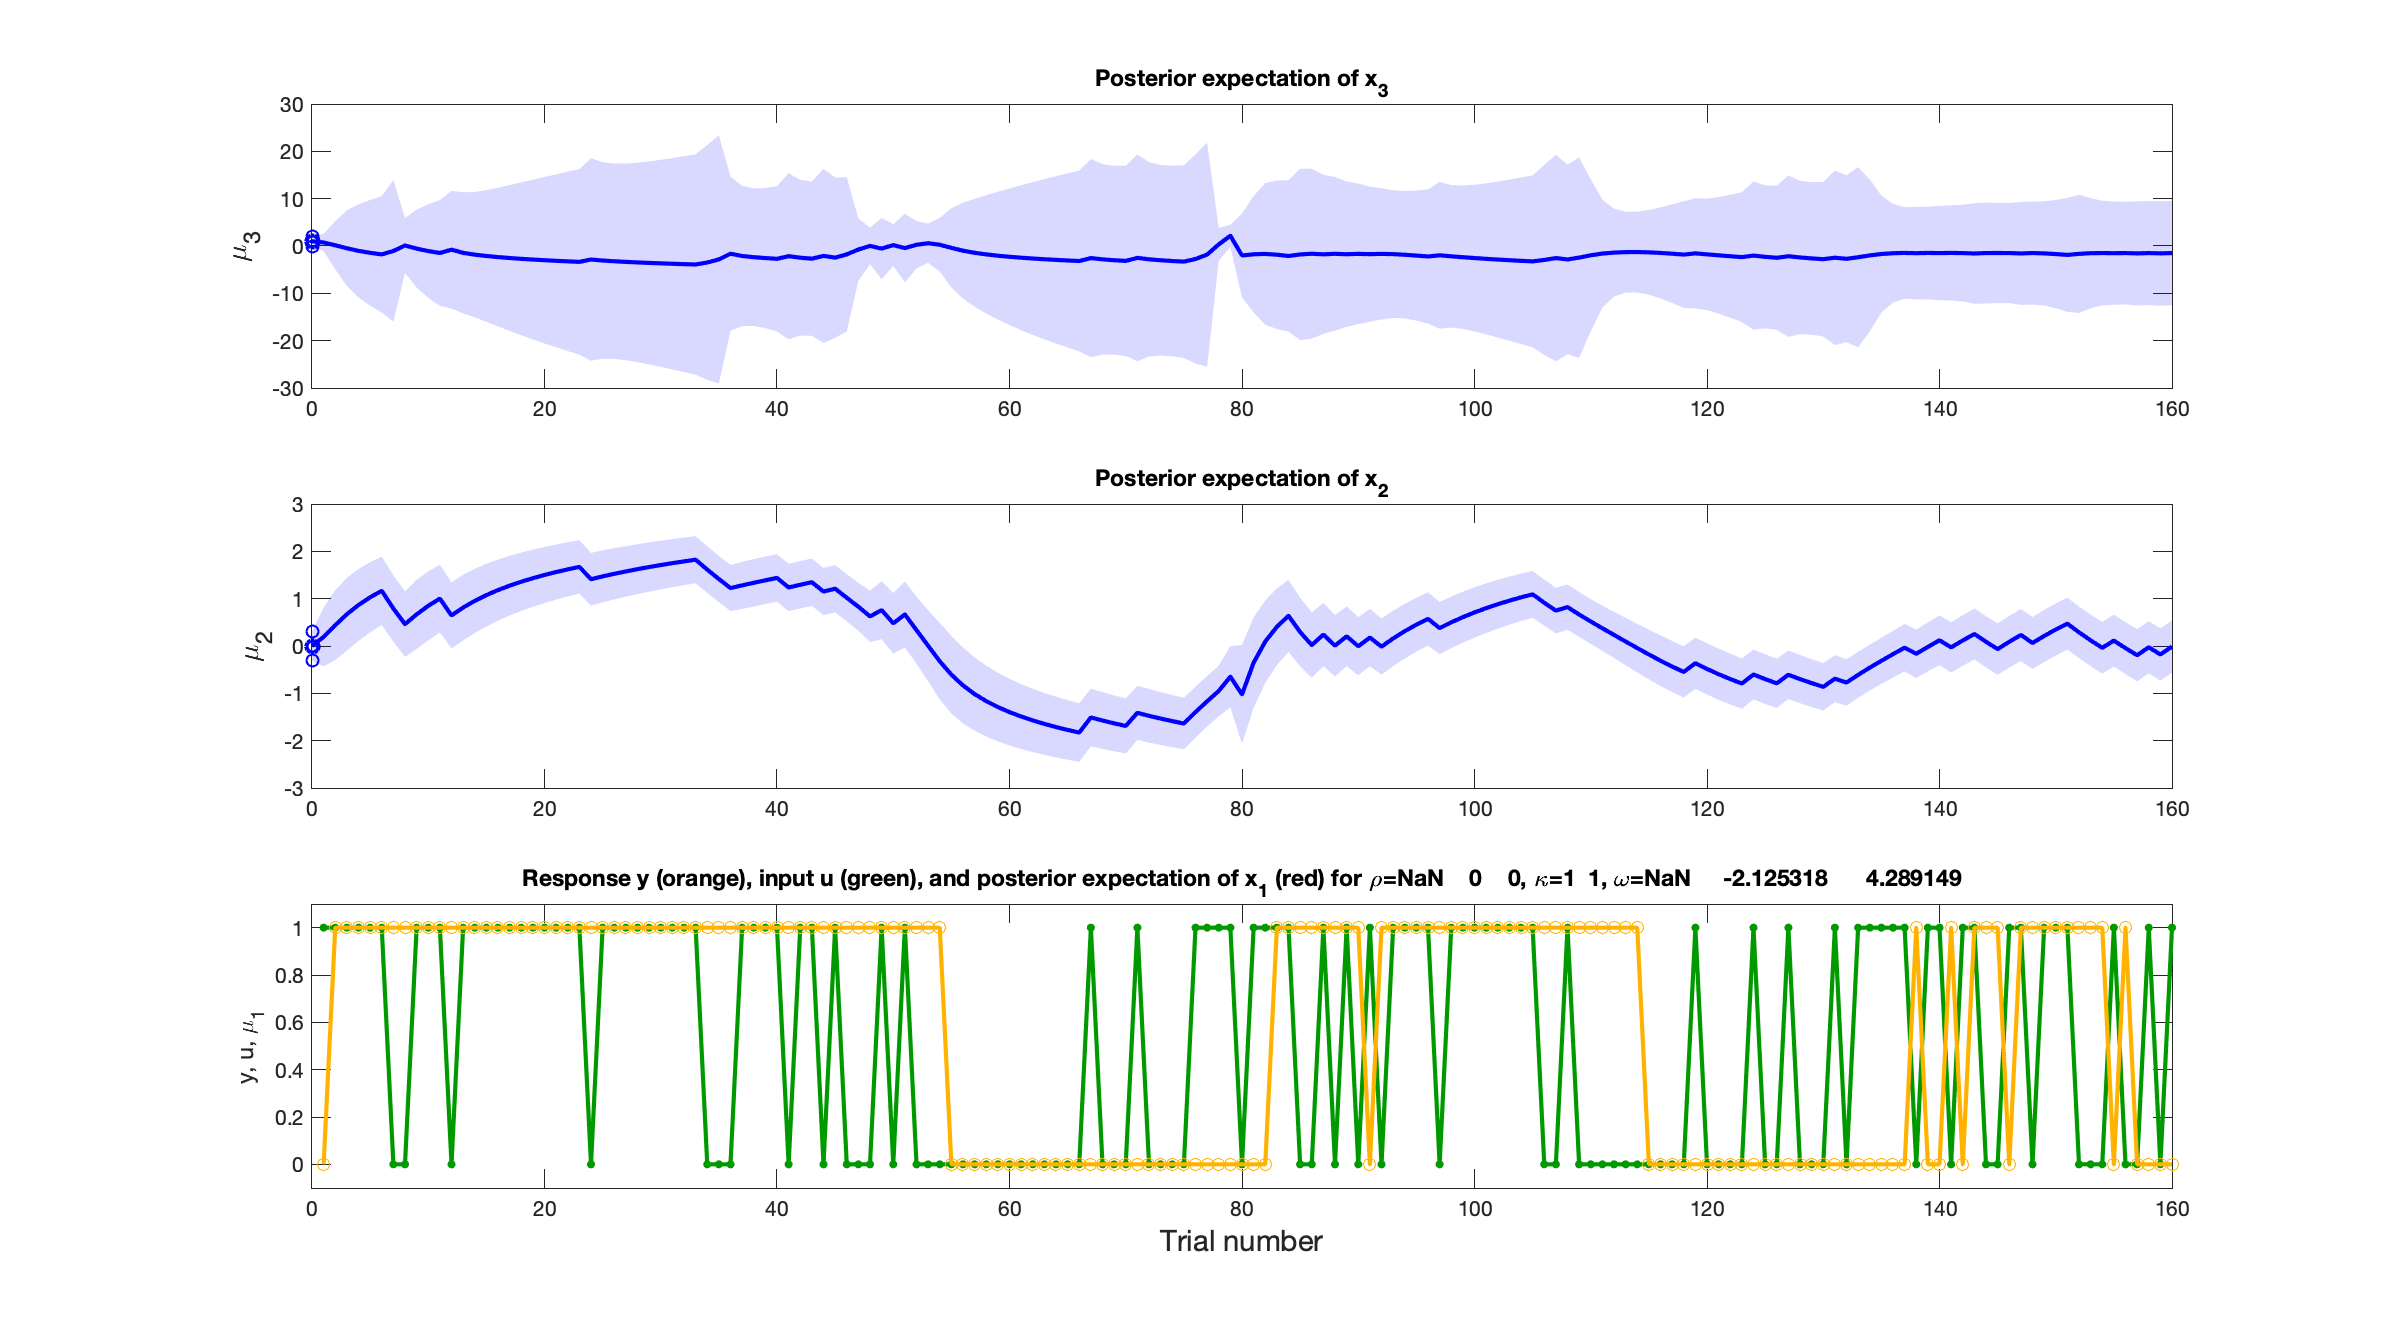 Posterior expectation of x3
30
20
10
0
-10
-20
-30
μ3
0 20 40 60 80 100 120 140 160
Posterior expectation of x2
3
2
1
0
-1
-2
-3
μ2
0 20 40 60 80 100 120 140 160
Response y (orange), input u (green), and posterior expectation of x1 (red) for ρ=NaN 0 0, κ=1 1, ω=NaN -2.125318 4.289149
1
0.8
0.6
0.4
0.2
0
y, u, μ1
0 20 40 60 80 100 120 140 160
Trial number